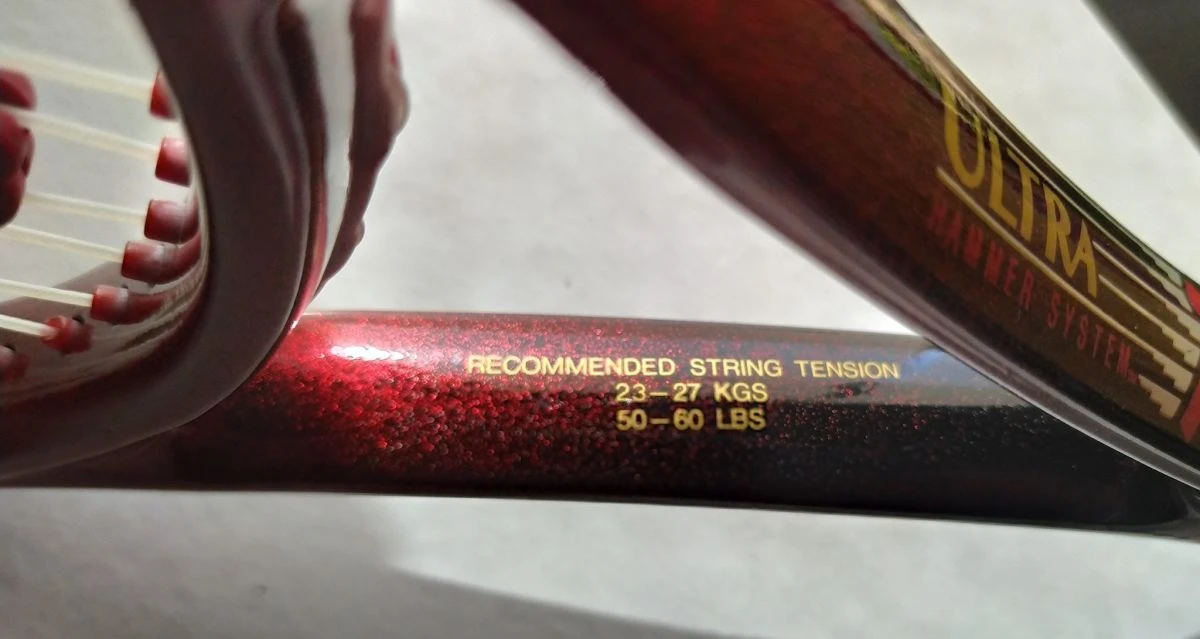 ULTRA
HAMMER SYSTEM
RECOMMENDED STRING TENSION
23–27 KGS
50–60 LBS